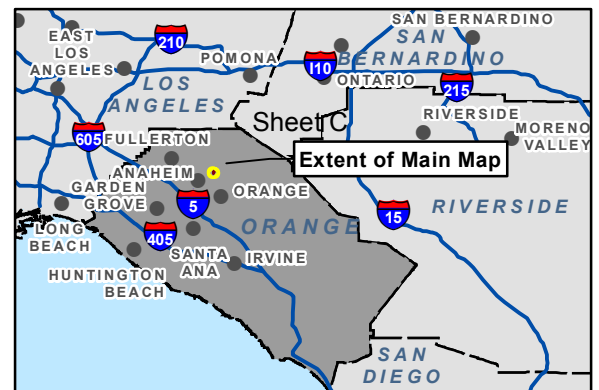 SAN BERNARDINO
EAST
LOS
ANGELES
210
SAN
BERNARDINO
POMONA
I10
ONTARIO
LOS
ANGELES
215
RIVERSIDE
Sheet C
MORENO
VALLEY
605
FULLERTON
Extent of Main Map
ANAHEIM
GARDEN
GROVE
ORANGE
5
RIVERSIDE
15
LONG
BEACH
405
ORANGE
SANTA
ANA
IRVINE
HUNTINGTON
BEACH
SAN
DIEGO